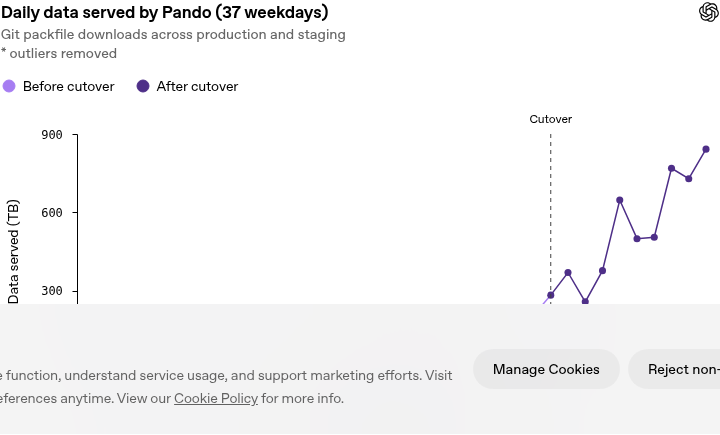 Daily data served by Pando (37 weekdays)
Git packfile downloads across production and staging
* outliers removed
Before cutover After cutover
Cutover
900
600
300
Data served (TB)
e function, understand service usage, and support marketing efforts. Visit
eferences anytime. View our Cookie Policy for more info.
Manage Cookies
Reject non-